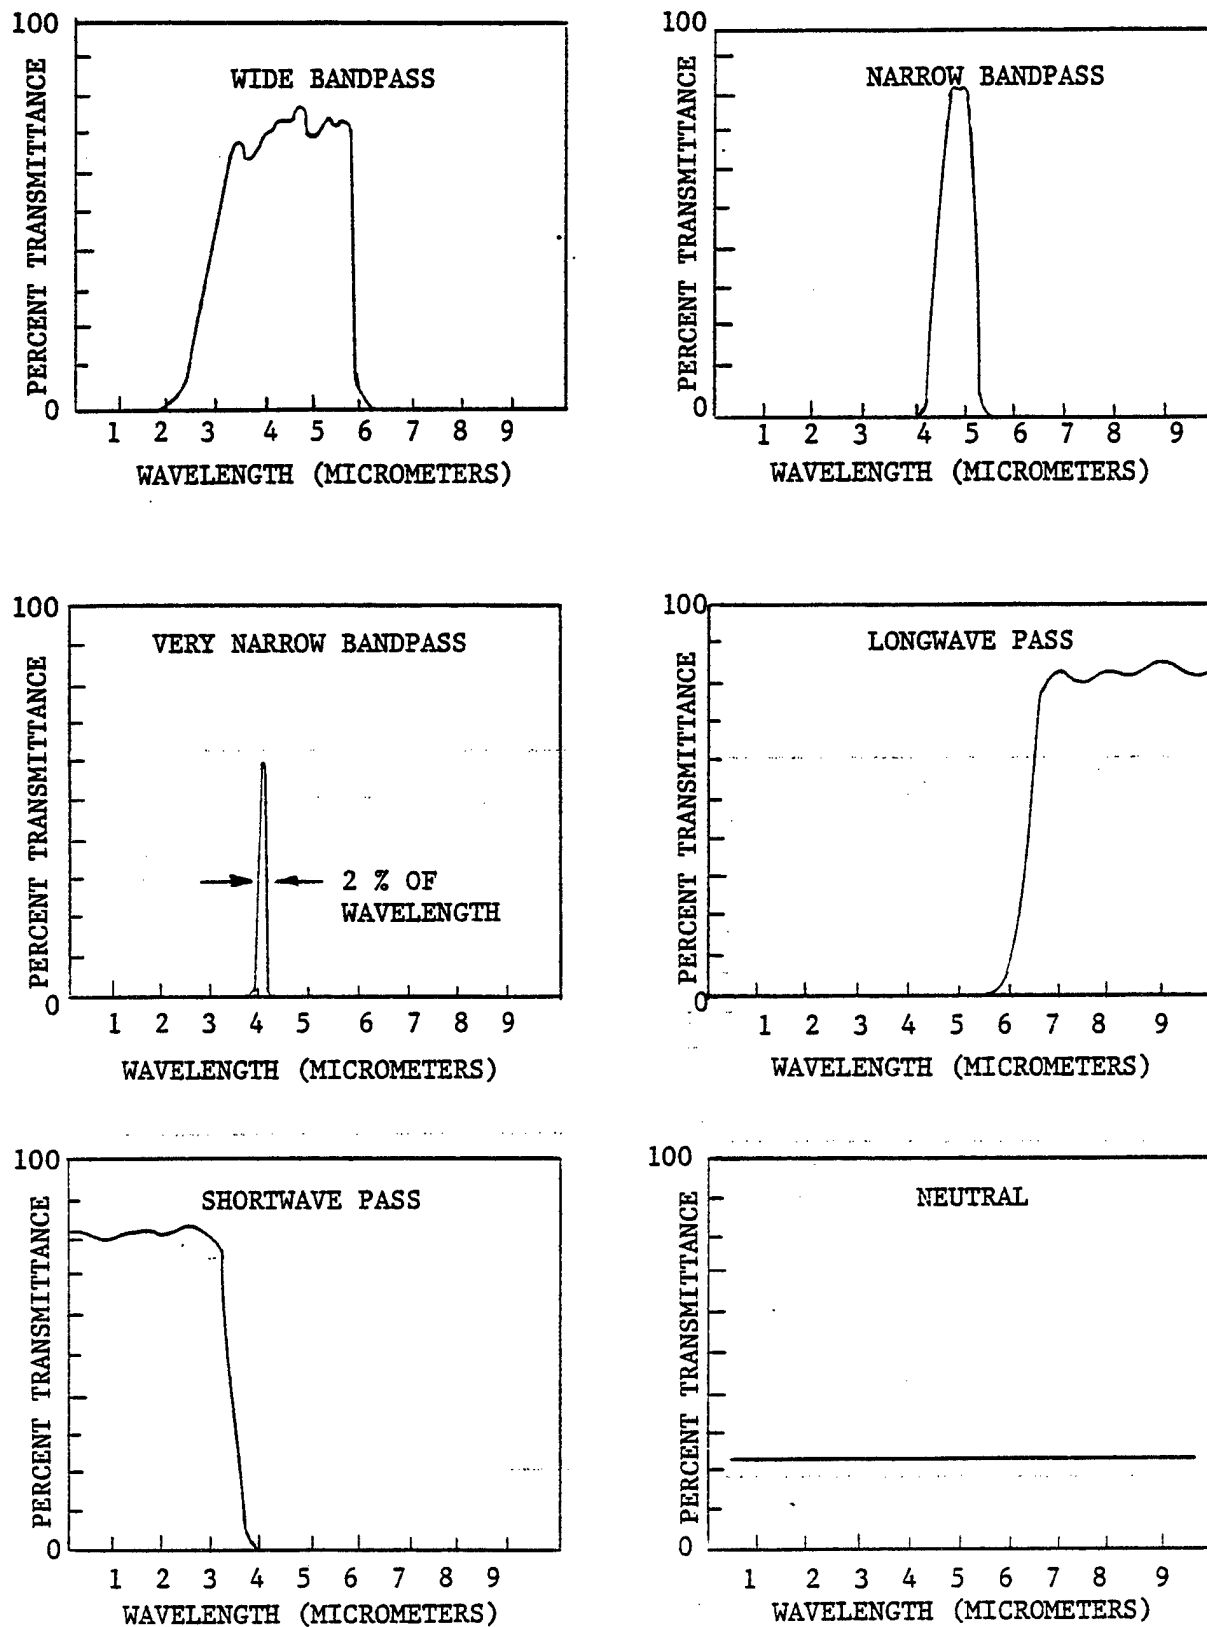 100
WIDE BANDPASS
PERCENT TRANSMITTANCE
0
1 2 3 4 5 6 7 8 9
WAVELENGTH (MICROMETERS)
100
NARROW BANDPASS
PERCENT TRANSMITTANCE
0
1 2 3 4 5 6 7 8 9
WAVELENGTH (MICROMETERS)
100
VERY NARROW BANDPASS
PERCENT TRANSMITTANCE
2 % OF
WAVELENGTH
0
1 2 3 4 5 6 7 8 9
WAVELENGTH (MICROMETERS)
100
LONGWAVE PASS
PERCENT TRANSMITTANCE
0
1 2 3 4 5 6 7 8 9
WAVELENGTH (MICROMETERS)
100
SHORTWAVE PASS
PERCENT TRANSMITTANCE
0
1 2 3 4 5 6 7 8 9
WAVELENGTH (MICROMETERS)
100
NEUTRAL
PERCENT TRANSMITTANCE
0
1 2 3 4 5 6 7 8 9
WAVELENGTH (MICROMETERS)